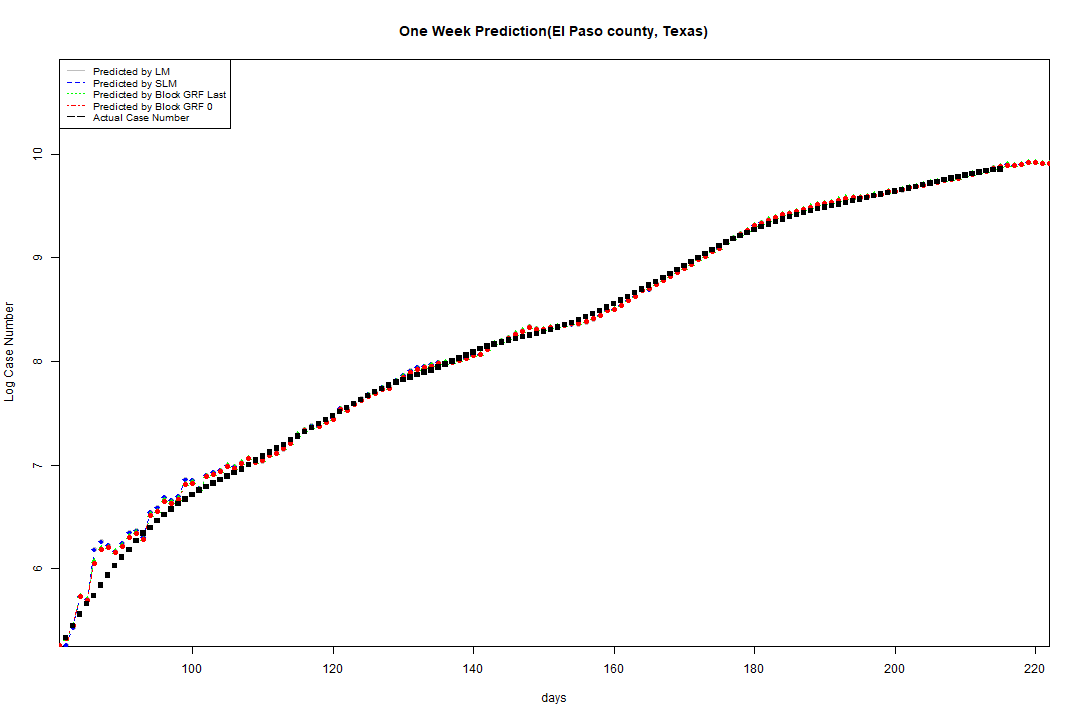 One Week Prediction(El Paso county, Texas)
Predicted by LM
Predicted by SLM
Predicted by Block GRF Last
Predicted by Block GRF 0
Actual Case Number
10
9
8
7
6
Log Case Number
100 120 140 160 180 200 220
days